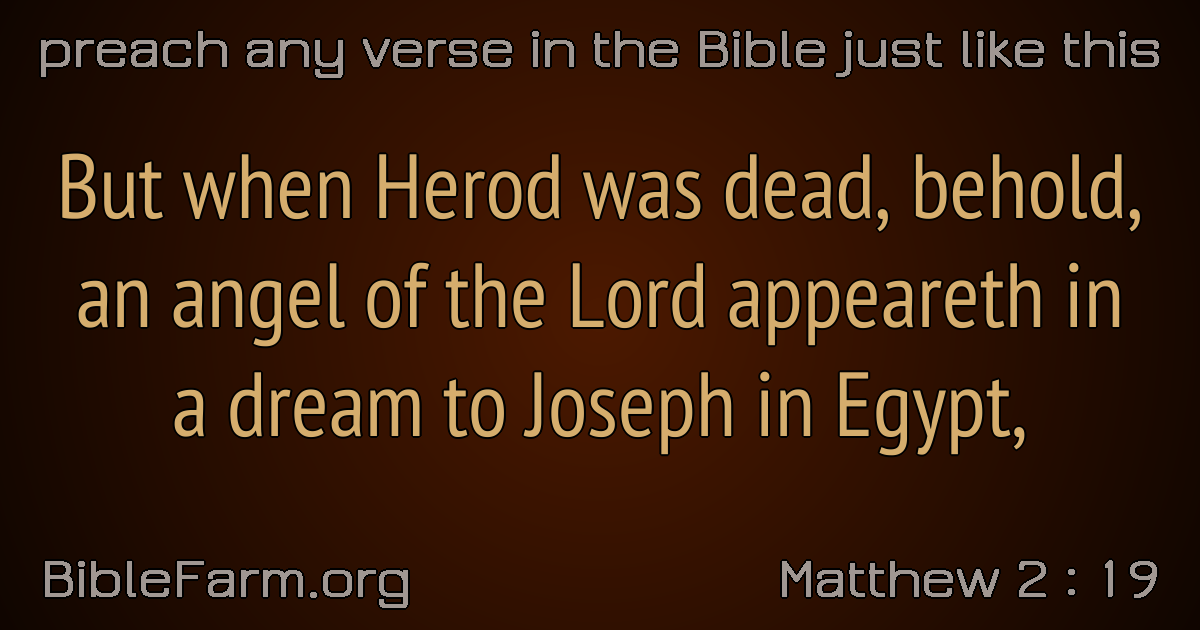 preach any verse in the Bible just like this
But when Herod was dead, behold,
an angel of the Lord appeareth in
a dream to Joseph in Egypt,
BibleFarm.org
Matthew 2 : 19